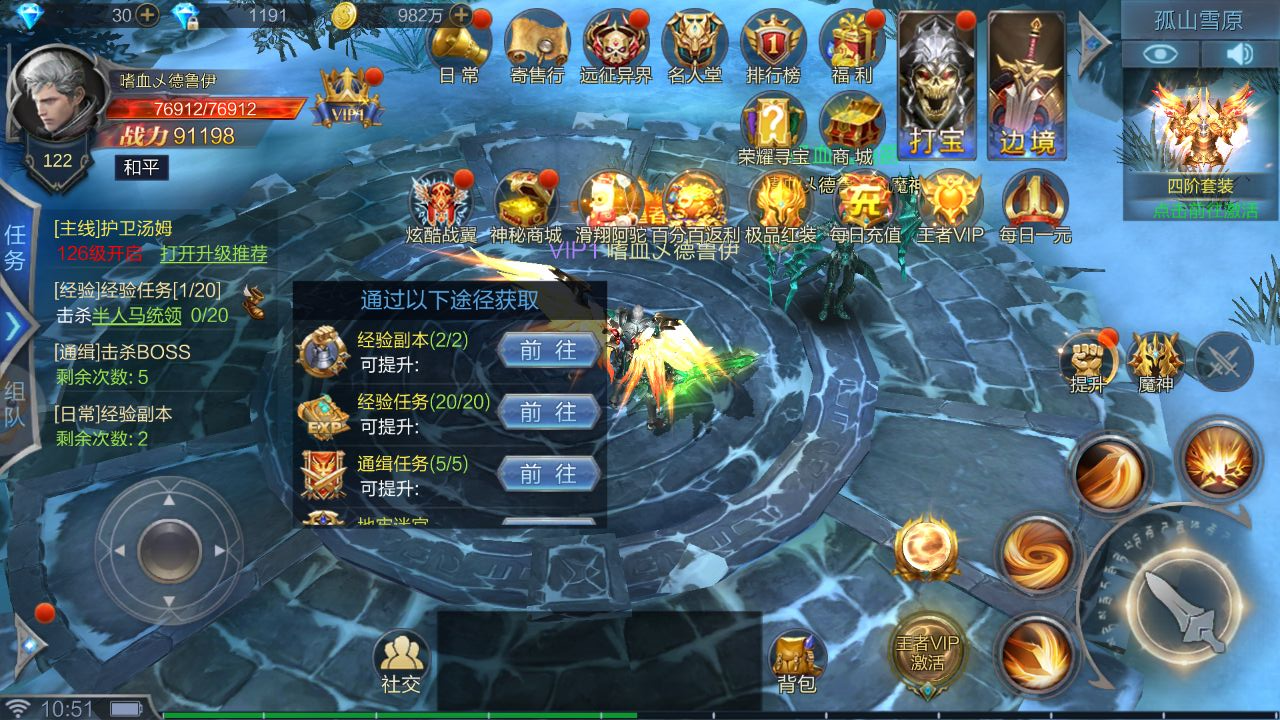 30
1191
982万
孤山雪原
嗜血乂德鲁伊
76912/76912
战力 91198
122
和平
VIP1
日常
寄售行
远征异界
名人堂
排行榜
福利
打宝
边境
荣耀寻宝
商城
四阶套装
点击前往激活
炫酷战翼
神秘商城
滑翔阿驼
百分百返利
极品红装
每日充值
王者VIP
每日一元
VIP1 嗜血乂德鲁伊
任务
[主线]护卫汤姆
126级开启 打开升级推荐
[经验]经验任务[1/20]
击杀半人马统领 0/20
[通缉]击杀BOSS
剩余次数: 5
[日常]经验副本
剩余次数: 2
组队
通过以下途径获取
经验副本(2/2)
可提升:
前 往
经验任务(20/20)
可提升:
前 往
EXP
通缉任务(5/5)
可提升:
前 往
提升
魔神
王者VIP
激活
社交
背包
10:51